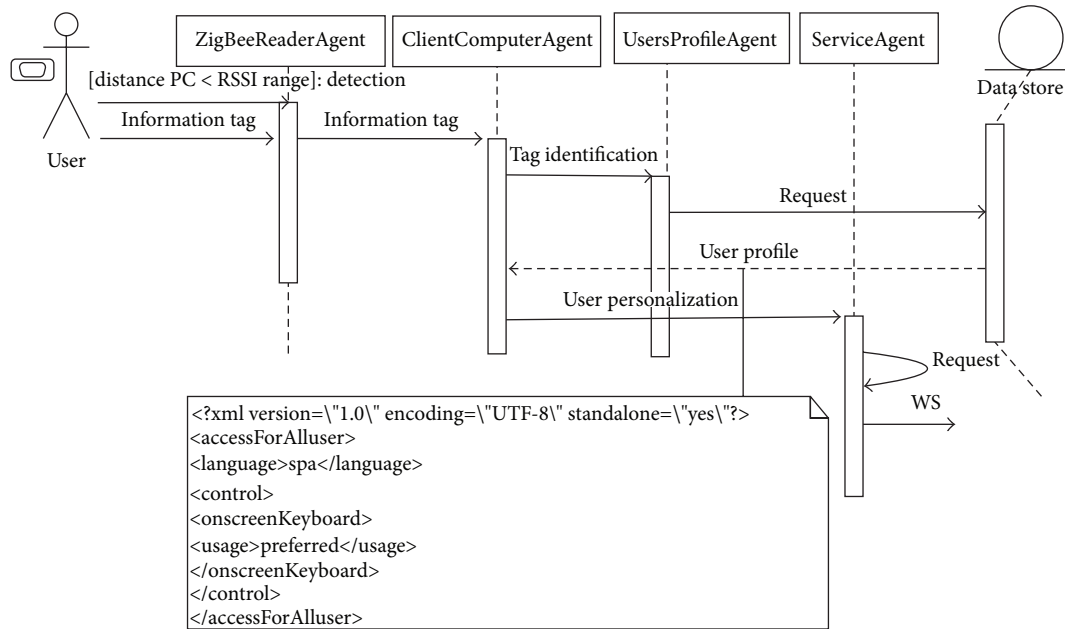 ZigBeeReaderAgent
ClientComputerAgent
UsersProfileAgent
ServiceAgent
Data store
[distance PC < RSSI range]: detection
Information tag
Information tag
User
Tag identification
Request
User profile
User personalization
Request
WS
<?xml version=\"1.0\" encoding=\"UTF-8\" standalone=\"yes\"?>
<accessForAlluser>
<language>spa</language>
<control>
<onscreenKeyboard>
<usage>preferred</usage>
</onscreenKeyboard>
</control>
</accessForAlluser>